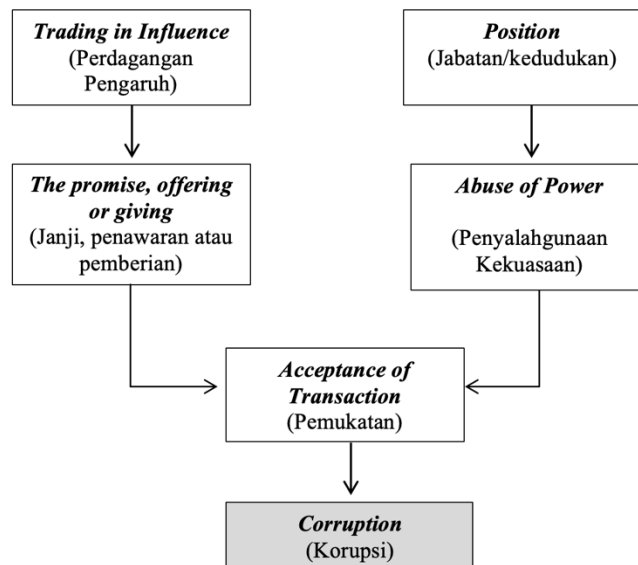 Trading in Influence
(Perdagangan
Pengaruh)
Position
(Jabatan/kedudukan)
The promise, offering
or giving
(Janji, penawaran atau
pemberian)
Abuse of Power
(Penyalahgunaan
Kekuasaan)
Acceptance of
Transaction
(Pemukatan)
Corruption
(Korupsi)